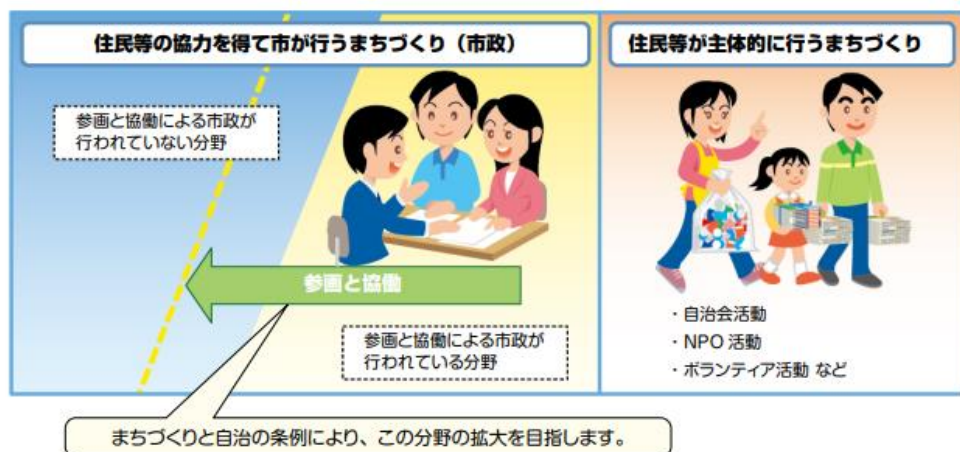 住民等の協力を得て市が行うまちづくり（市政）
住民等が主体的に行うまちづくり
参画と協働による市政が
行われていない分野
参画と協働
参画と協働による市政が
行われている分野
・自治会活動
・NPO 活動
・ボランティア活動 など
まちづくりと自治の条例により、この分野の拡大を目指します。